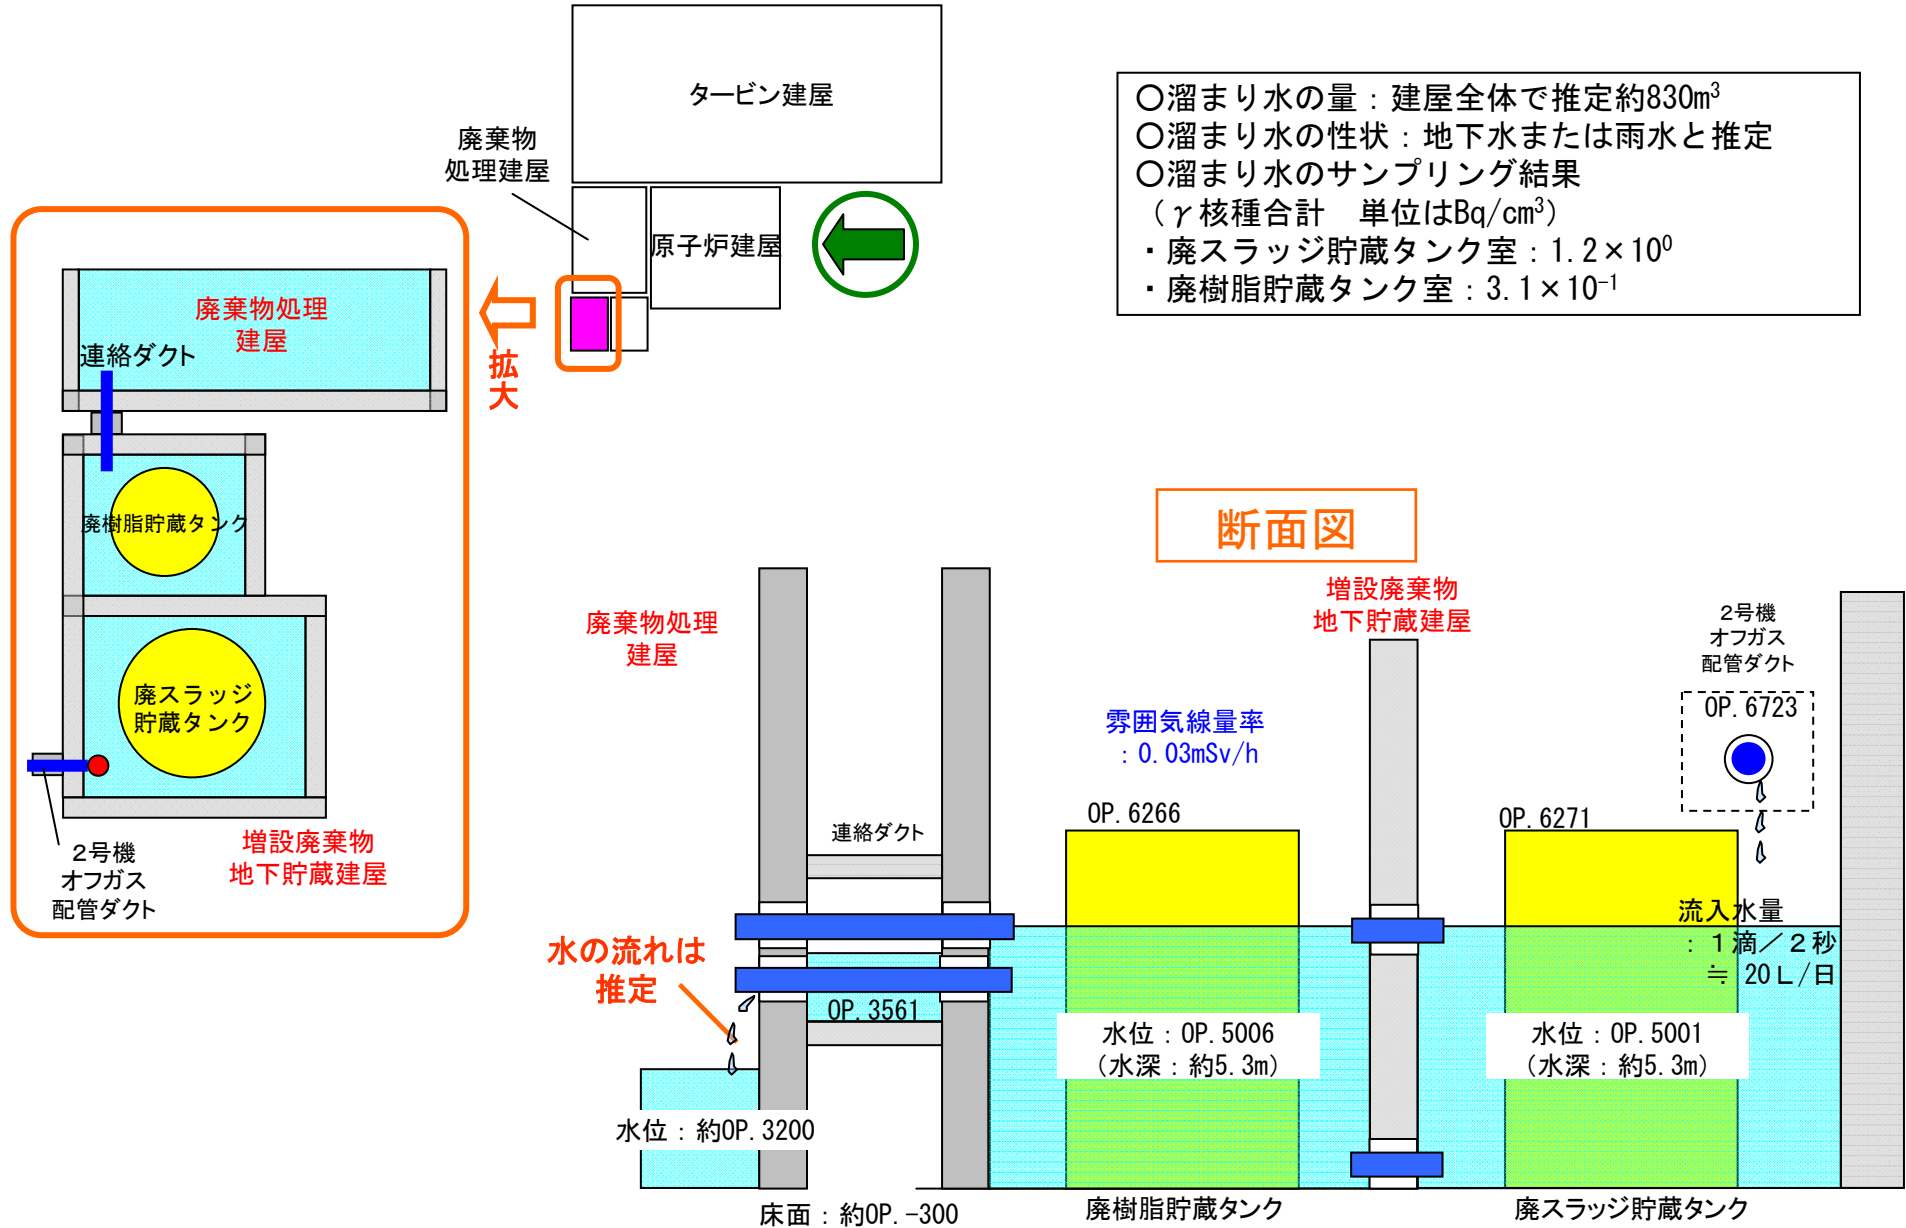 タービン建屋
廃棄物
処理建屋
原子炉建屋
拡
大
○溜まり水の量：建屋全体で推定約830m³
○溜まり水の性状：地下水または雨水と推定
○溜まり水のサンプリング結果
（γ核種合計　単位はBq/cm³）
・廃スラッジ貯蔵タンク室：1.2×10⁰
・廃樹脂貯蔵タンク室：3.1×10⁻¹
廃棄物処理
建屋
連絡ダクト
廃樹脂貯蔵タンク
廃スラッジ
貯蔵タンク
2号機
オフガス
配管ダクト
増設廃棄物
地下貯蔵建屋
断面図
廃棄物処理
建屋
増設廃棄物
地下貯蔵建屋
2号機
オフガス
配管ダクト
OP.6723
雰囲気線量率
：0.03mSv/h
連絡ダクト
OP.6266
OP.6271
流入水量
：１滴／２秒
≒ 20Ｌ/日
水の流れは
推定
OP.3561
水位：OP.5006
（水深：約5.3m）
水位：OP.5001
（水深：約5.3m）
水位：約OP.3200
床面：約OP.-300
廃樹脂貯蔵タンク
廃スラッジ貯蔵タンク